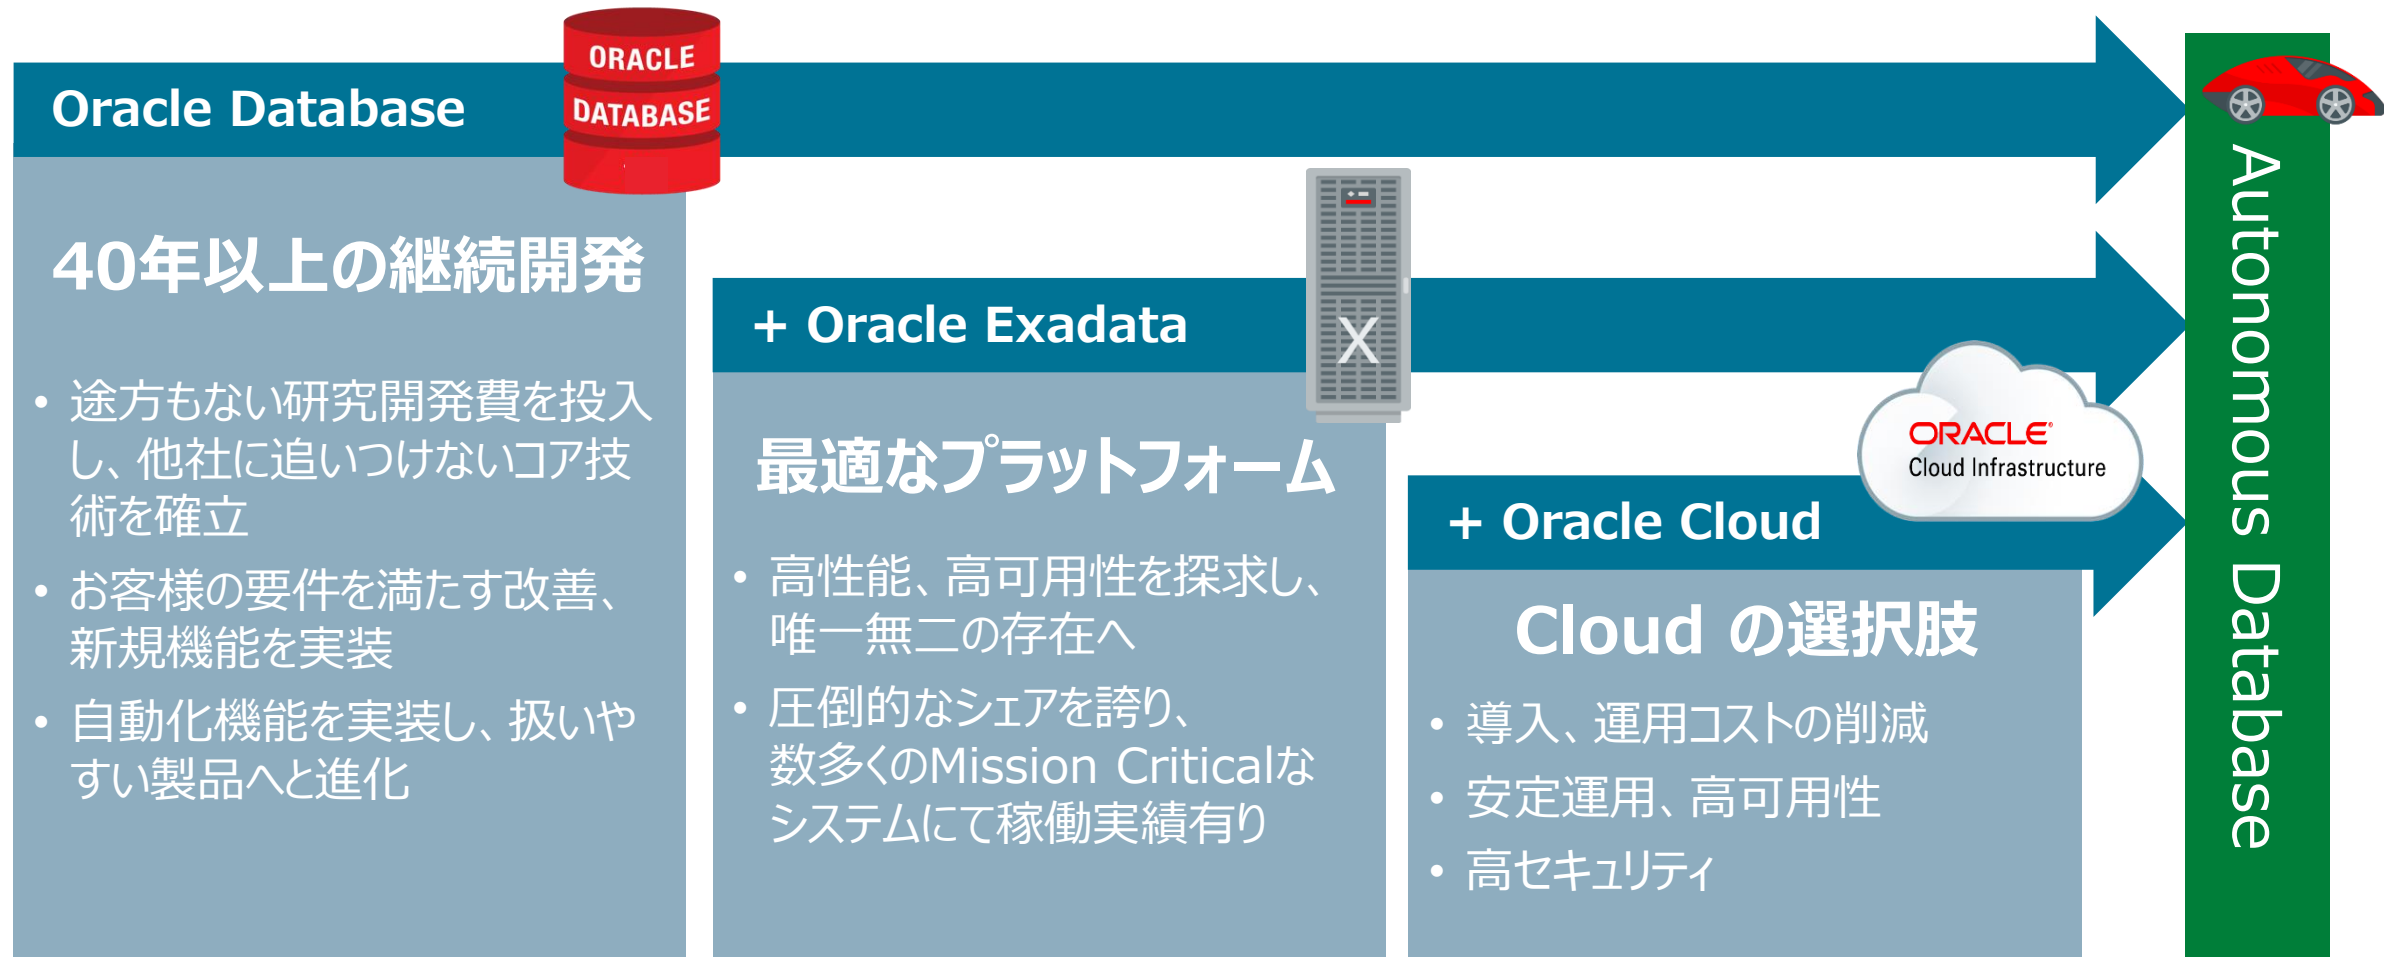 Oracle Database
ORACLE
DATABASE
40年以上の継続開発
• 途方もない研究開発費を投入
し、他社に追いつけないコア技
術を確立
• お客様の要件を満たす改善、
新規機能を実装
• 自動化機能を実装し、扱いや
すい製品へと進化
+ Oracle Exadata
X
最適なプラットフォーム
• 高性能、高可用性を探求し、
唯一無二の存在へ
• 圧倒的なシェアを誇り、
数多くのMission Criticalな
システムにて稼働実績有り
ORACLE®
Cloud Infrastructure
+ Oracle Cloud
Cloud の選択肢
• 導入、運用コストの削減
• 安定運用、高可用性
• 高セキュリティ
Autonomous Database